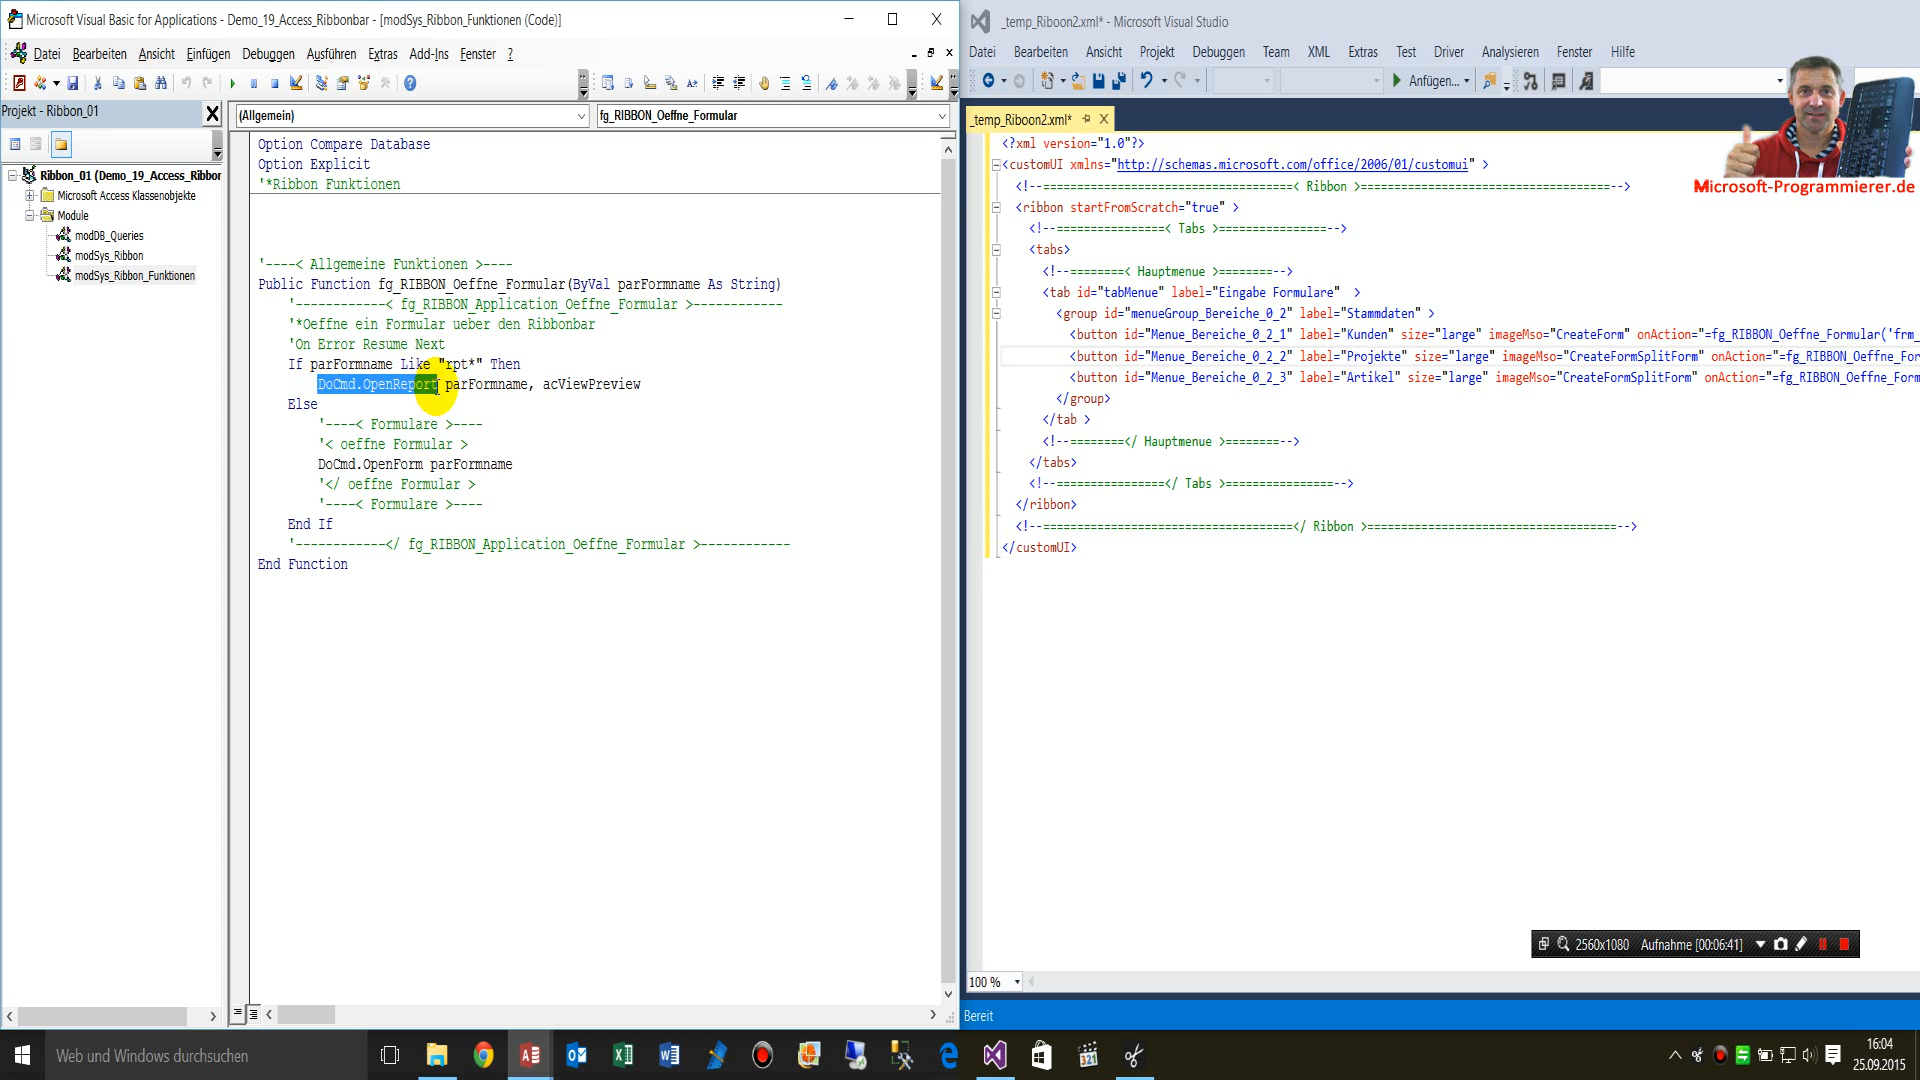 Microsoft Visual Basic for Applications - Demo_19_Access_Ribbonbar - [modSys_Ribbon_Funktionen (Code)]
Datei Bearbeiten Ansicht Einfügen Debuggen Ausführen Extras Add-Ins Fenster ?
Projekt - Ribbon_01
Ribbon_01 (Demo_19_Access_Ribbon
Microsoft Access Klassenobjekte
Module
modDB_Queries
modSys_Ribbon
modSys_Ribbon_Funktionen
(Allgemein)
fg_RIBBON_Oeffne_Formular
Option Compare Database
Option Explicit
'*Ribbon Funktionen
'----< Allgemeine Funktionen >----
Public Function fg_RIBBON_Oeffne_Formular(ByVal parFormname As String)
'------------< fg_RIBBON_Application_Oeffne_Formular >------------
'*Oeffne ein Formular ueber den Ribbonbar
'On Error Resume Next
If parFormname Like "rpt*" Then
DoCmd.OpenReport parFormname, acViewPreview
Else
'----< Formulare >----
'< oeffne Formular >
DoCmd.OpenForm parFormname
'</ oeffne Formular >
'----< Formulare >----
End If
'------------</ fg_RIBBON_Application_Oeffne_Formular >------------
End Function
_temp_Riboon2.xml* - Microsoft Visual Studio
Datei Bearbeiten Ansicht Projekt Debuggen Team XML Extras Test Driver Analysieren Fenster Hilfe
Anfügen...
_temp_Riboon2.xml*
Microsoft-Programmierer.de
<?xml version="1.0"?>
<customUI xmlns="http://schemas.microsoft.com/office/2006/01/customui" >
<!--=====================================< Ribbon >=====================================-->
<ribbon startFromScratch="true" >
<!--================< Tabs >================-->
<tabs>
<!--========< Hauptmenue >========-->
<tab id="tabMenue" label="Eingabe Formulare"  >
<group id="menueGroup_Bereiche_0_2" label="Stammdaten" >
<button id="Menue_Bereiche_0_2_1" label="Kunden" size="large" imageMso="CreateForm" onAction="=fg_RIBBON_Oeffne_Formular('frm_
<button id="Menue_Bereiche_0_2_2" label="Projekte" size="large" imageMso="CreateFormSplitForm" onAction="=fg_RIBBON_Oeffne_For
<button id="Menue_Bereiche_0_2_3" label="Artikel" size="large" imageMso="CreateFormSplitForm" onAction="=fg_RIBBON_Oeffne_Form
</group>
</tab >
<!--========</ Hauptmenue >========-->
</tabs>
<!--================</ Tabs >================-->
</ribbon>
<!--=====================================</ Ribbon >=====================================-->
</customUI>
2560x1080 Aufnahme [00:06:41]
100 %
Bereit
Web und Windows durchsuchen
321
16:04
25.09.2015